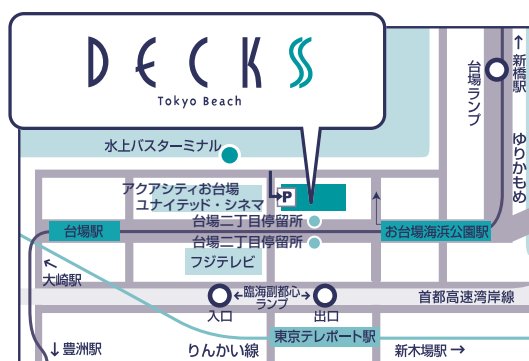 DECKS
Tokyo Beach
↑新橋駅
台場ランプ
ゆりかもめ
水上バスターミナル
アクアシティお台場
ユナイテッド・シネマ
P
台場二丁目停留所
台場駅
お台場海浜公園駅
台場二丁目停留所
フジテレビ
大崎駅
←臨海副都心→
ランプ
入口
出口
首都高速湾岸線
東京テレポート駅
↓豊洲駅
りんかい線
新木場駅→